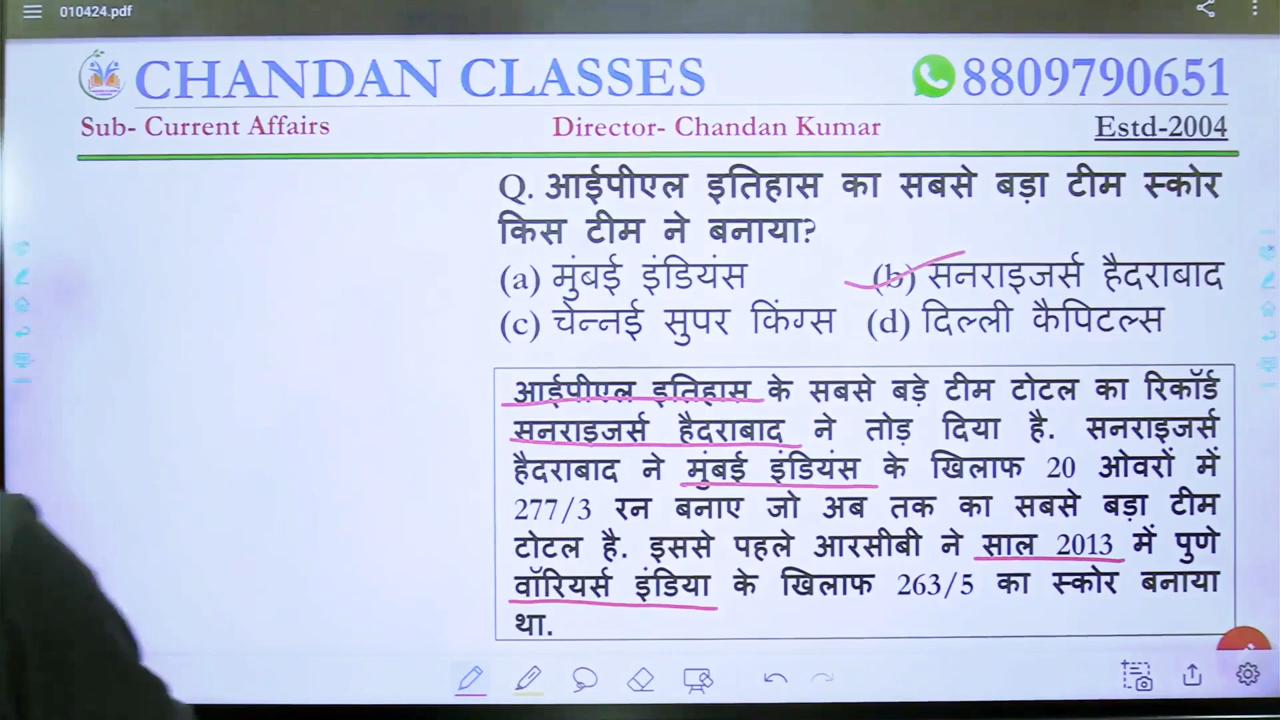 010424.pdf
CHANDAN CLASSES
8809790651
Sub- Current Affairs
Director- Chandan Kumar
Estd-2004
Q. आईपीएल इतिहास का सबसे बड़ा टीम स्कोर
किस टीम ने बनाया?
(a) मुंबई इंडियंस
(b) सनराइजर्स हैदराबाद
(c) चेन्नई सुपर किंग्स
(d) दिल्ली कैपिटल्स
आईपीएल इतिहास के सबसे बड़े टीम टोटल का रिकॉर्ड
सनराइजर्स हैदराबाद ने तोड़ दिया है. सनराइजर्स
हैदराबाद ने मुंबई इंडियंस के खिलाफ 20 ओवरों में
277/3 रन बनाए जो अब तक का सबसे बड़ा टीम
टोटल है. इससे पहले आरसीबी ने साल 2013 में पुणे
वॉरियर्स इंडिया के खिलाफ 263/5 का स्कोर बनाया
था.